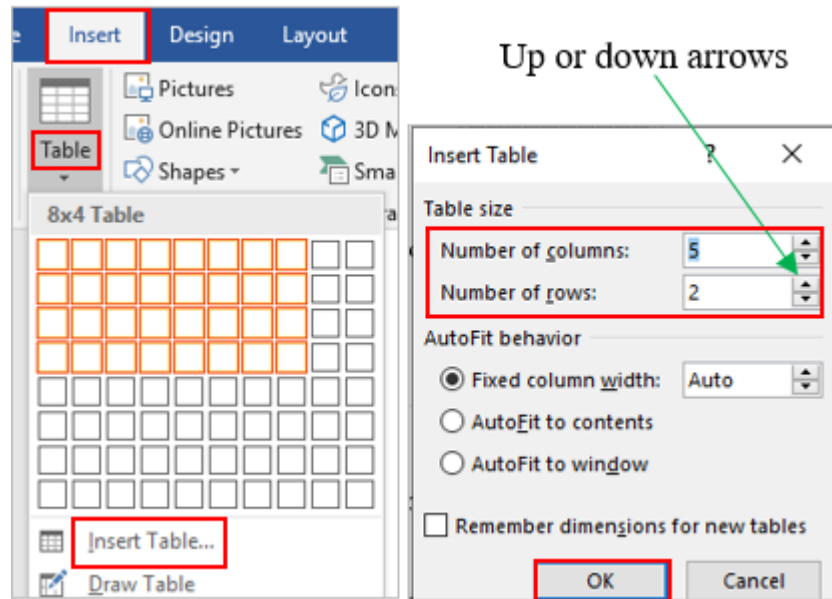 Insert Design Layout
Pictures
Online Pictures
3D
Shapes
Table
8x4 Table
Insert Table...
Draw Table
Up or down arrows
Insert Table ?
Table size
Number of columns: 5
Number of rows: 2
AutoFit behavior
Fixed column width: Auto
AutoFit to contents
AutoFit to window
Remember dimensions for new tables
OK Cancel